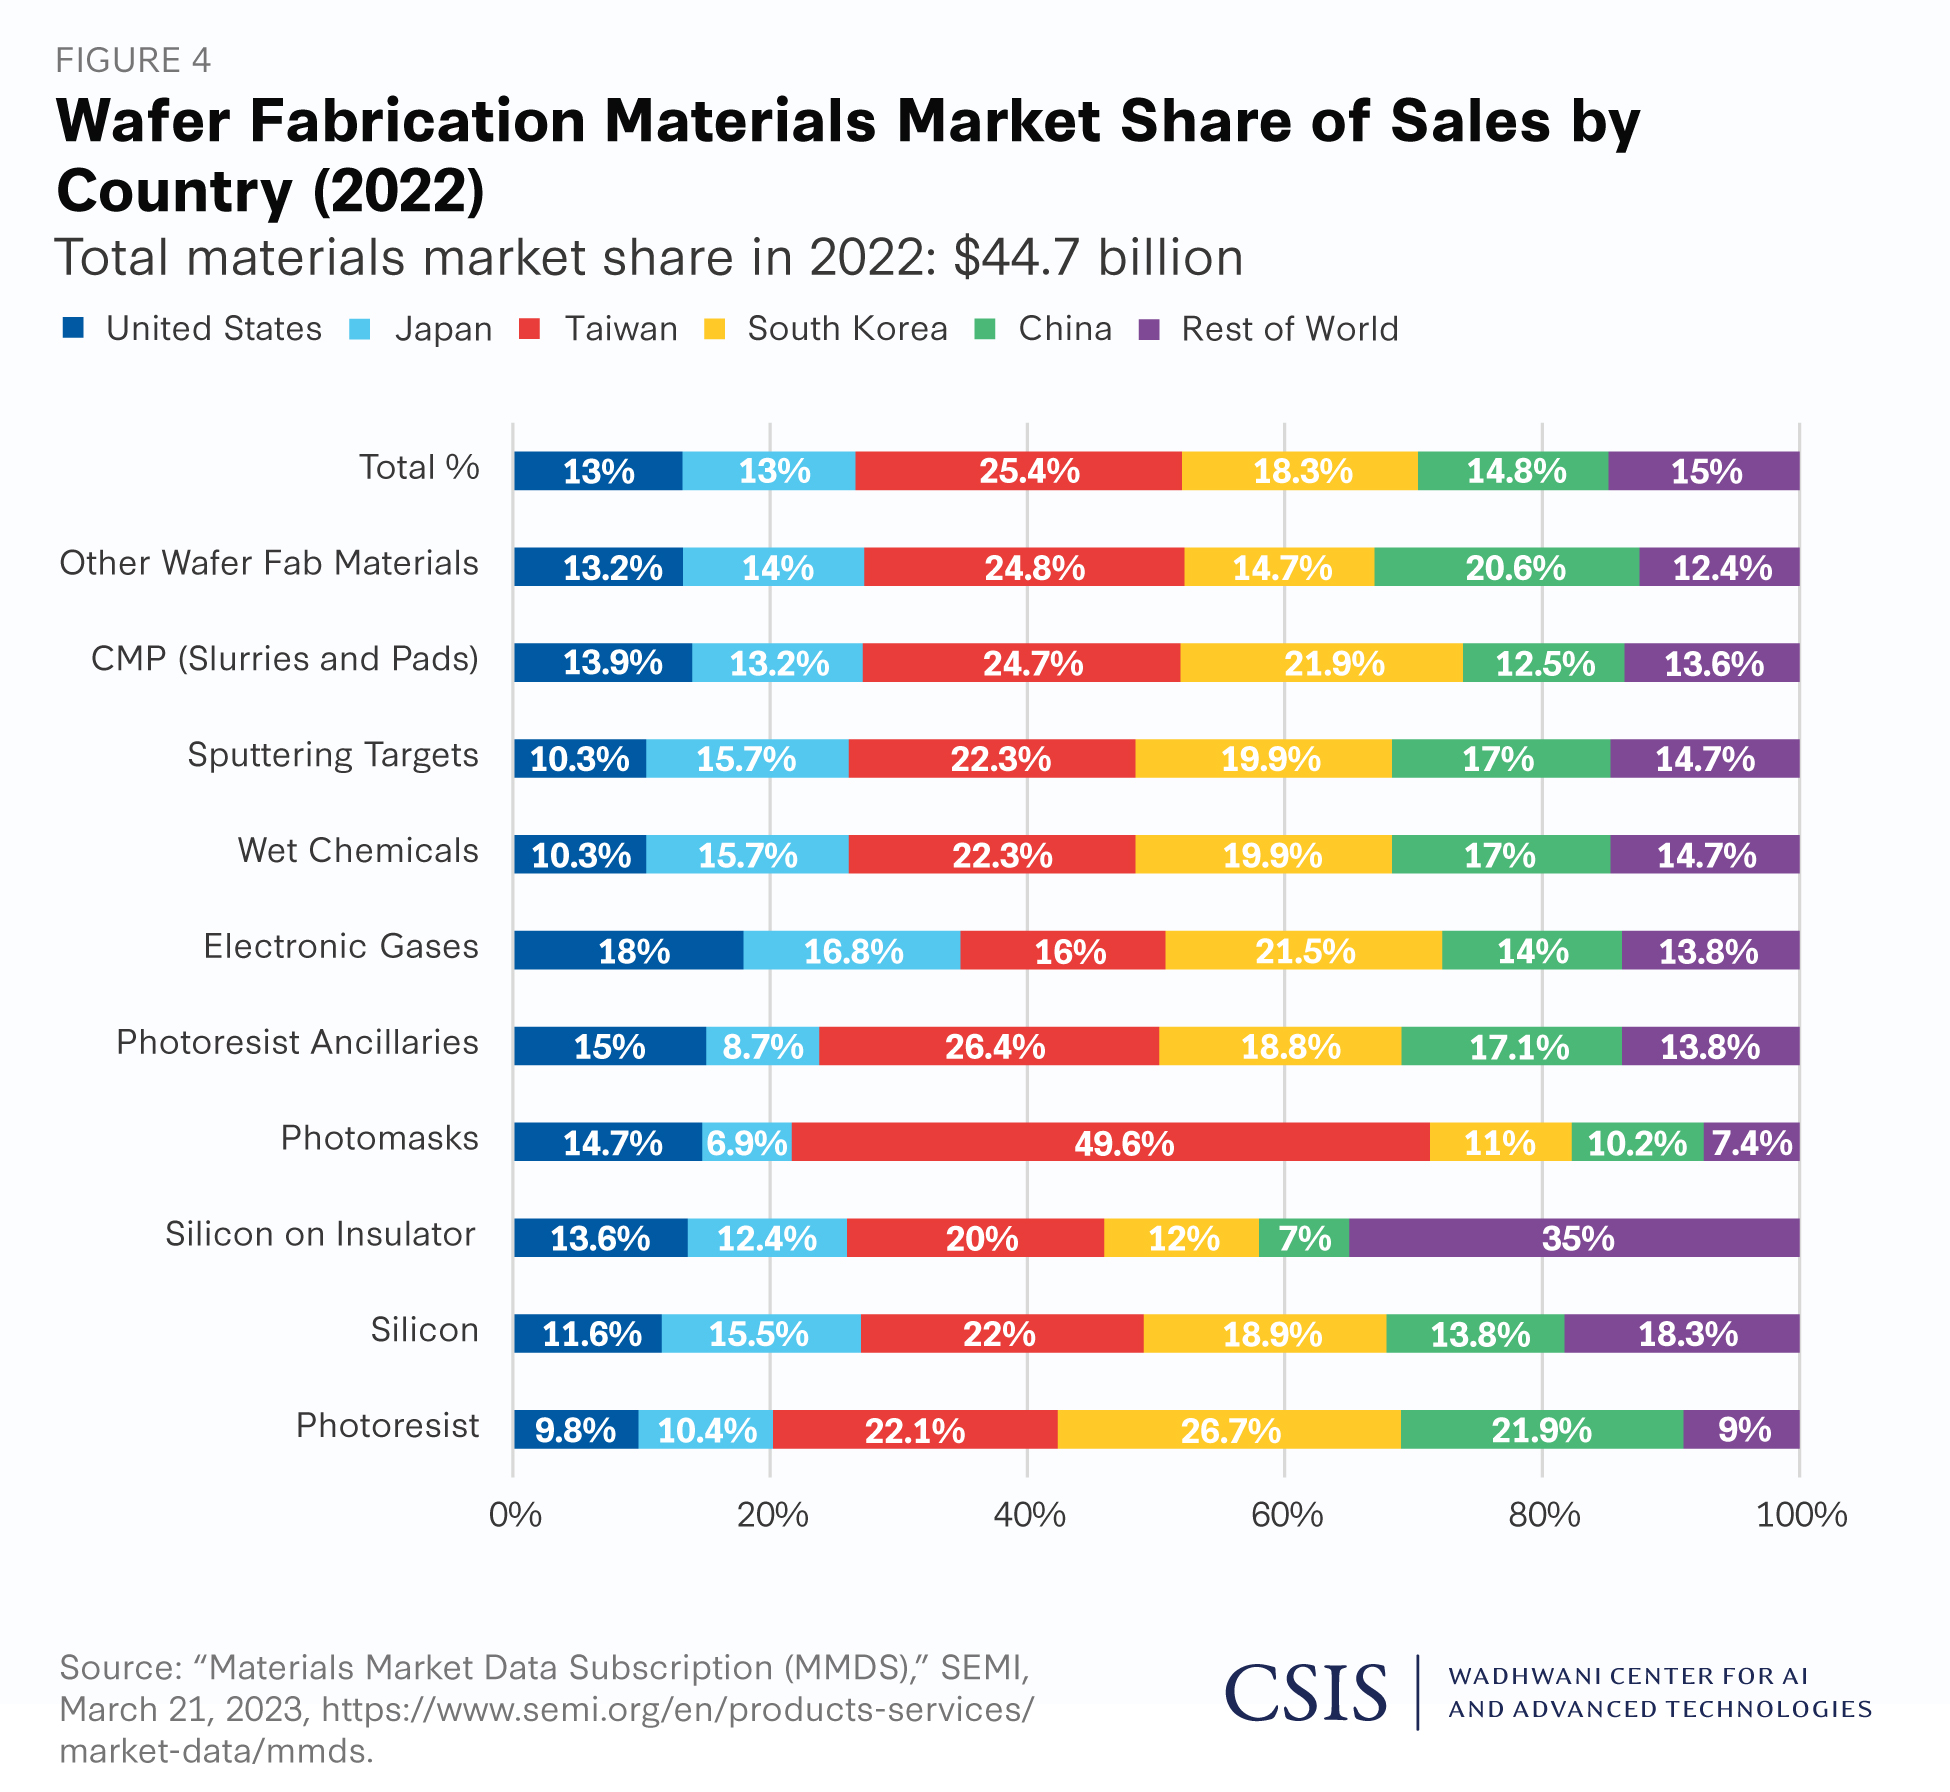 FIGURE 4
Wafer Fabrication Materials Market Share of Sales by
Country (2022)
Total materials market share in 2022: $44.7 billion
United States Japan Taiwan South Korea China Rest of World
Total % 13% 13% 25.4% 18.3% 14.8% 15%
Other Wafer Fab Materials 13.2% 14% 24.8% 14.7% 20.6% 12.4%
CMP (Slurries and Pads) 13.9% 13.2% 24.7% 21.9% 12.5% 13.6%
Sputtering Targets 10.3% 15.7% 22.3% 19.9% 17% 14.7%
Wet Chemicals 10.3% 15.7% 22.3% 19.9% 17% 14.7%
Electronic Gases 18% 16.8% 16% 21.5% 14% 13.8%
Photoresist Ancillaries 15% 8.7% 26.4% 18.8% 17.1% 13.8%
Photomasks 14.7% 6.9% 49.6% 11% 10.2% 7.4%
Silicon on Insulator 13.6% 12.4% 20% 12% 7% 35%
Silicon 11.6% 15.5% 22% 18.9% 13.8% 18.3%
Photoresist 9.8% 10.4% 22.1% 26.7% 21.9% 9%
0% 20% 40% 60% 80% 100%
Source: “Materials Market Data Subscription (MMDS),” SEMI,
March 21, 2023, https://www.semi.org/en/products-services/
market-data/mmds.
CSIS
WADHWANI CENTER FOR AI
AND ADVANCED TECHNOLOGIES